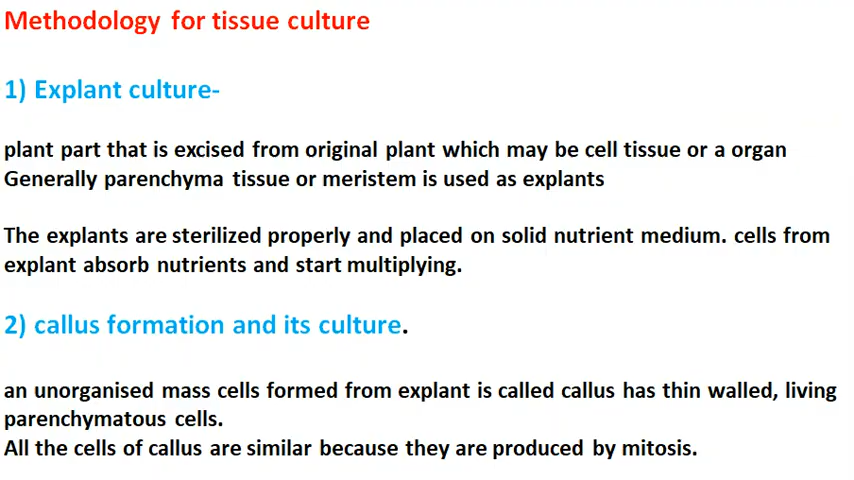 Methodology for tissue culture
1) Explant culture-
plant part that is excised from original plant which may be cell tissue or a organ
Generally parenchyma tissue or meristem is used as explants
The explants are sterilized properly and placed on solid nutrient medium. cells from
explant absorb nutrients and start multiplying.
2) callus formation and its culture.
an unorganised mass cells formed from explant is called callus has thin walled, living
parenchymatous cells.
All the cells of callus are similar because they are produced by mitosis.